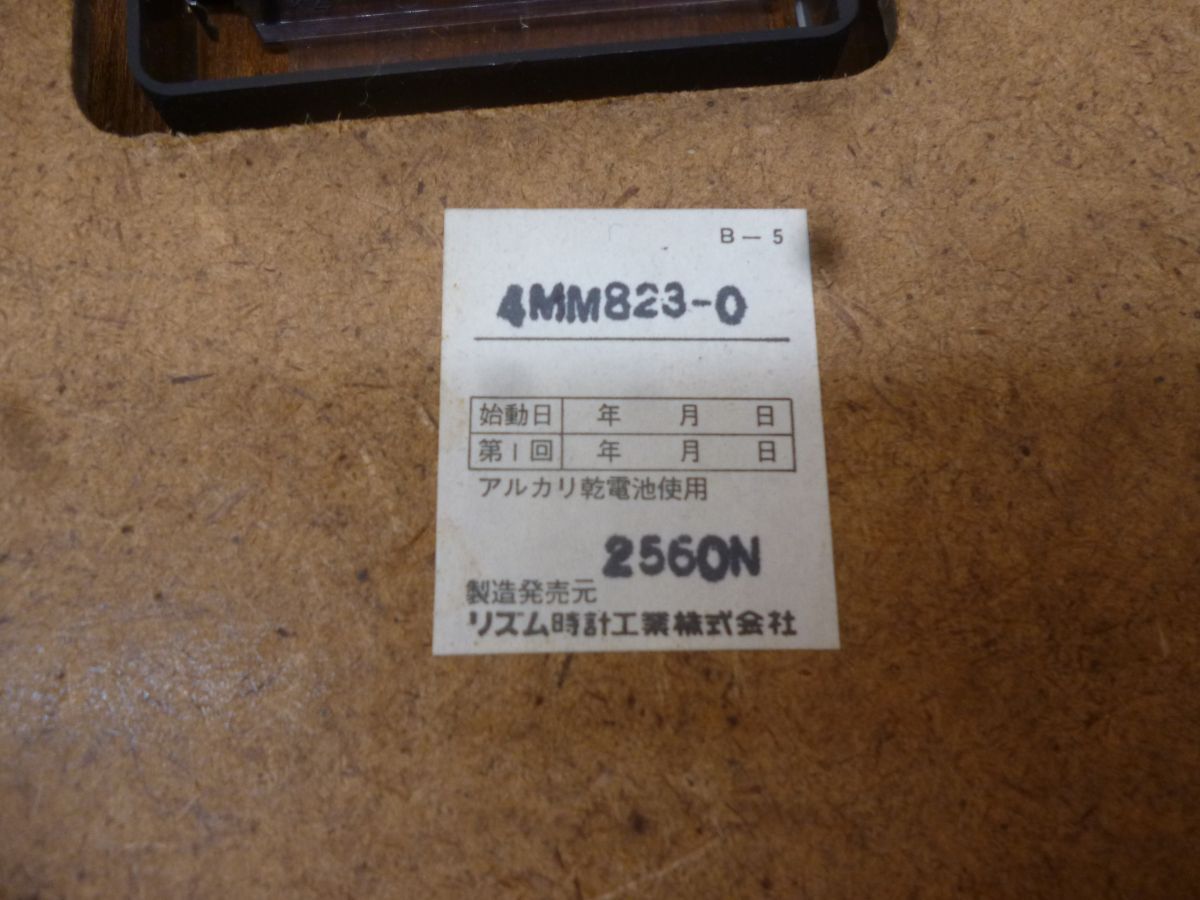 B-5
4MM823-0
始動日 年 月 日
第1回 年 月 日
アルカリ乾電池使用
2560N
製造発売元
リズム時計工業株式会社